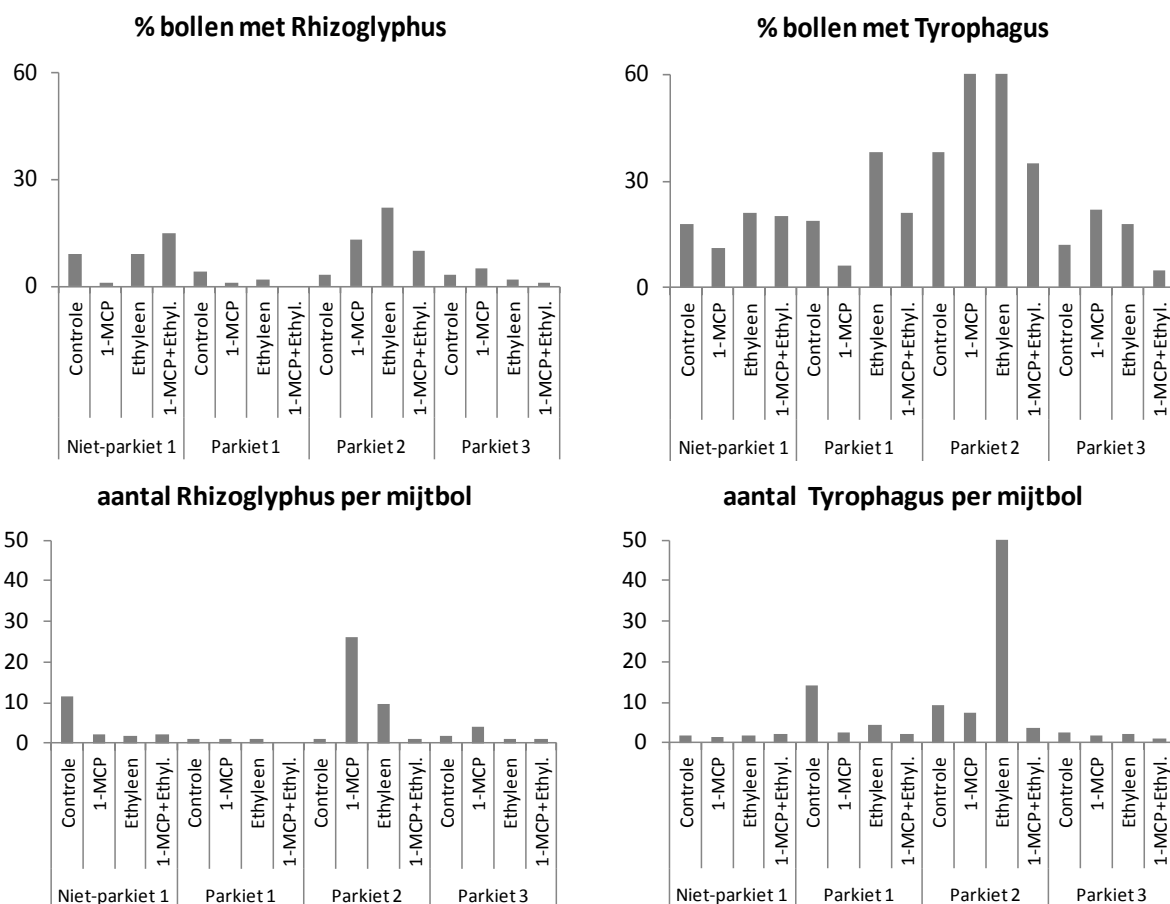 % bollen met Rhizoglyphus
60
30
0
Controle
1-MCP
Ethyleen
1-MCP+Ethyl.
Controle
1-MCP
Ethyleen
1-MCP+Ethyl.
Controle
1-MCP
Ethyleen
1-MCP+Ethyl.
Controle
1-MCP
Ethyleen
1-MCP+Ethyl.
Niet-parkiet 1 Parkiet 1 Parkiet 2 Parkiet 3
% bollen met Tyrophagus
60
30
0
Controle
1-MCP
Ethyleen
1-MCP+Ethyl.
Controle
1-MCP
Ethyleen
1-MCP+Ethyl.
Controle
1-MCP
Ethyleen
1-MCP+Ethyl.
Controle
1-MCP
Ethyleen
1-MCP+Ethyl.
Niet-parkiet 1 Parkiet 1 Parkiet 2 Parkiet 3
aantal Rhizoglyphus per mijtbol
50
40
30
20
10
0
Controle
1-MCP
Ethyleen
1-MCP+Ethyl.
Controle
1-MCP
Ethyleen
1-MCP+Ethyl.
Controle
1-MCP
Ethyleen
1-MCP+Ethyl.
Controle
1-MCP
Ethyleen
1-MCP+Ethyl.
Niet-parkiet 1 Parkiet 1 Parkiet 2 Parkiet 3
aantal Tyrophagus per mijtbol
50
40
30
20
10
0
Controle
1-MCP
Ethyleen
1-MCP+Ethyl.
Controle
1-MCP
Ethyleen
1-MCP+Ethyl.
Controle
1-MCP
Ethyleen
1-MCP+Ethyl.
Controle
1-MCP
Ethyleen
1-MCP+Ethyl.
Niet-parkiet 1 Parkiet 1 Parkiet 2 Parkiet 3